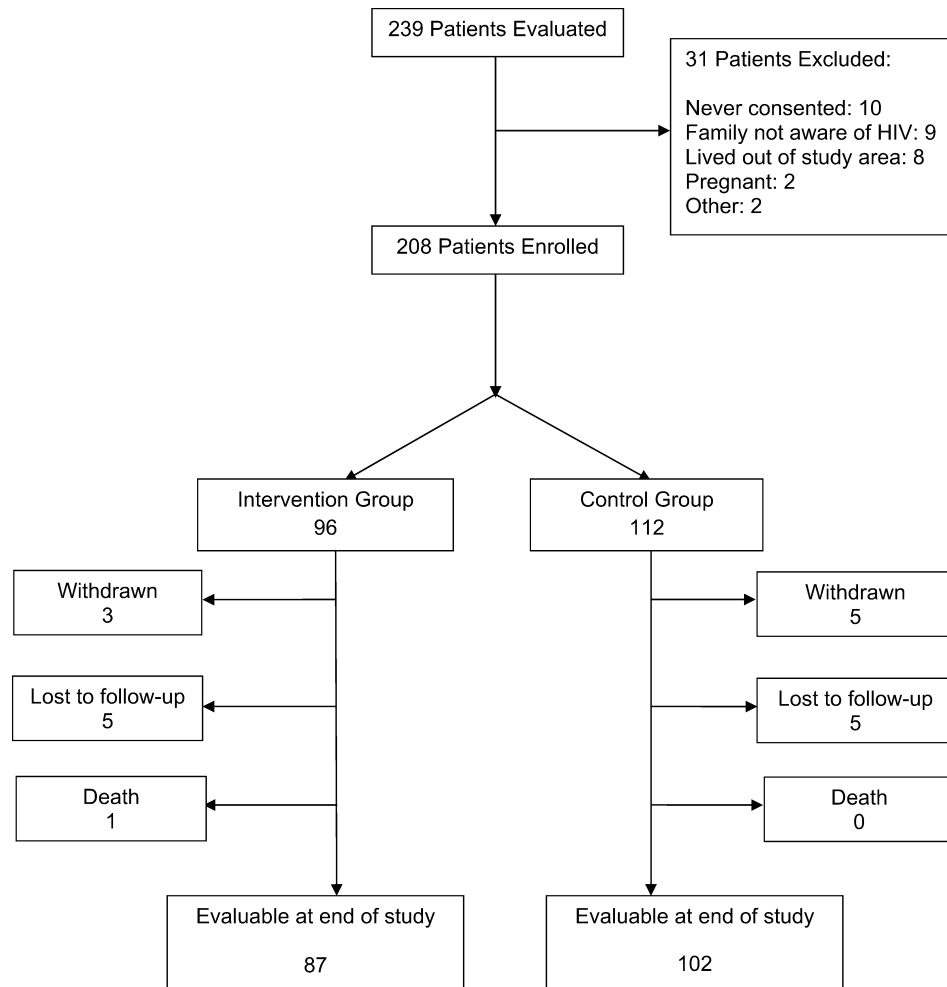 239 Patients Evaluated
31 Patients Excluded:
Never consented: 10
Family not aware of HIV: 9
Lived out of study area: 8
Pregnant: 2
Other: 2
208 Patients Enrolled
Intervention Group
96
Control Group
112
Withdrawn
3
Withdrawn
5
Lost to follow-up
5
Lost to follow-up
5
Death
1
Death
0
Evaluable at end of study
87
Evaluable at end of study
102